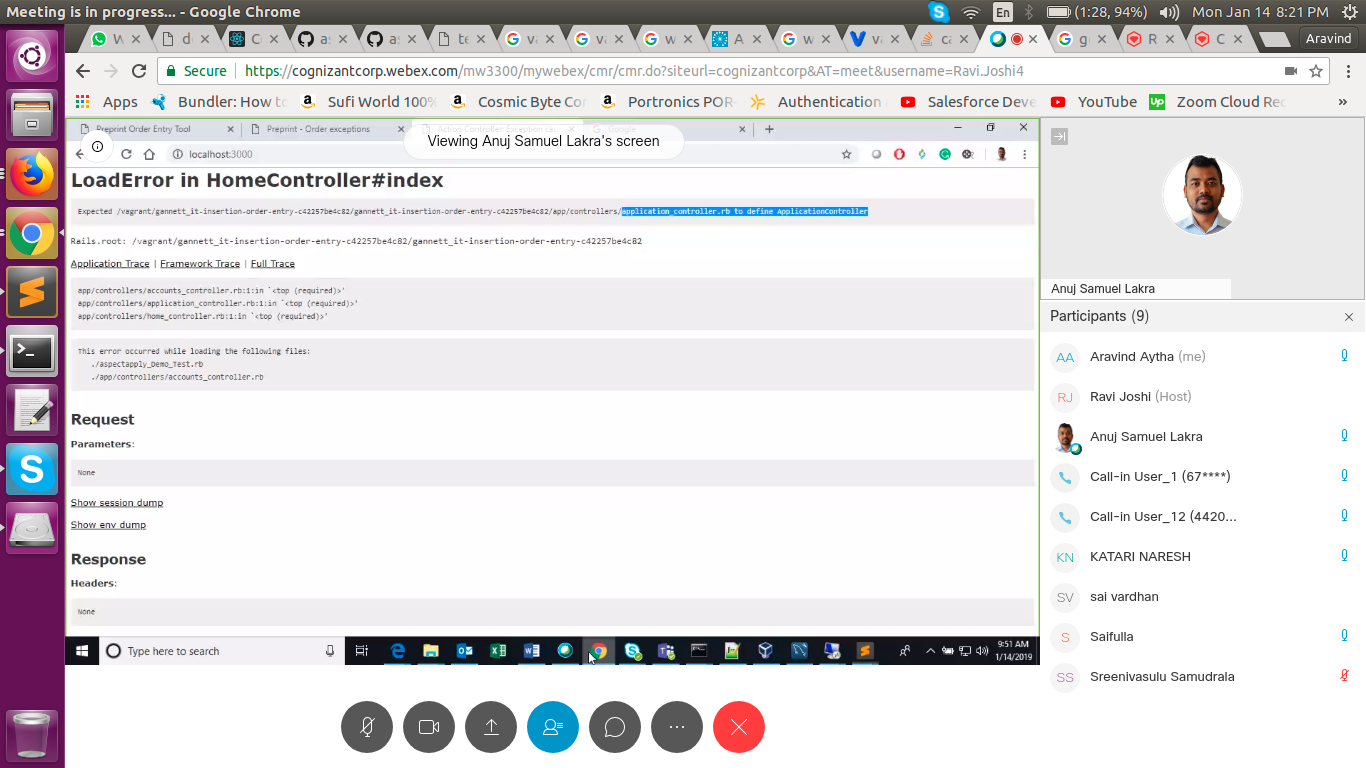 Meeting is in progress... - Google Chrome
En
(1:28, 94%)
Mon Jan 14 8:21 PM
Aravind
Secure
https://cognizantcorp.webex.com/mw3300/mywebex/cmr/cmr.do?siteurl=cognizantcorp&AT=meet&username=Ravi.Joshi4
Apps
Bundler: How to
Sufi World 100%
Cosmic Byte Co
Portronics POR
Authentication
Salesforce Deve
YouTube
Zoom Cloud Rec
»
Preprint Order Entry Tool
Preprint - Order exceptions
Viewing Anuj Samuel Lakra's screen
localhost:3000
LoadError in HomeController#index
Expected /vagrant/gannett_it-insertion-order-entry-c42257be4c82/gannett_it-insertion-order-entry-c42257be4c82/app/controllers/application_controller.rb to define ApplicationController
Rails.root: /vagrant/gannett_it-insertion-order-entry-c42257be4c82/gannett_it-insertion-order-entry-c42257be4c82
Application Trace | Framework Trace | Full Trace
app/controllers/accounts_controller.rb:1:in `<top (required)>'
app/controllers/application_controller.rb:1:in `<top (required)>'
app/controllers/home_controller.rb:1:in `<top (required)>'
This error occurred while loading the following files:
./aspectapply_Demo_Test.rb
./app/controllers/accounts_controller.rb
Request
Parameters:
None
Show session dump
Show env dump
Response
Headers:
None
Type here to search
9:51 AM
1/14/2019
Anuj Samuel Lakra
Participants (9)
AA
Aravind Aytha (me)
RJ
Ravi Joshi (Host)
Anuj Samuel Lakra
Call-in User_1 (67****)
Call-in User_12 (4420...
KN
KATARI NARESH
SV
sai vardhan
S
Saifulla
SS
Sreenivasulu Samudrala